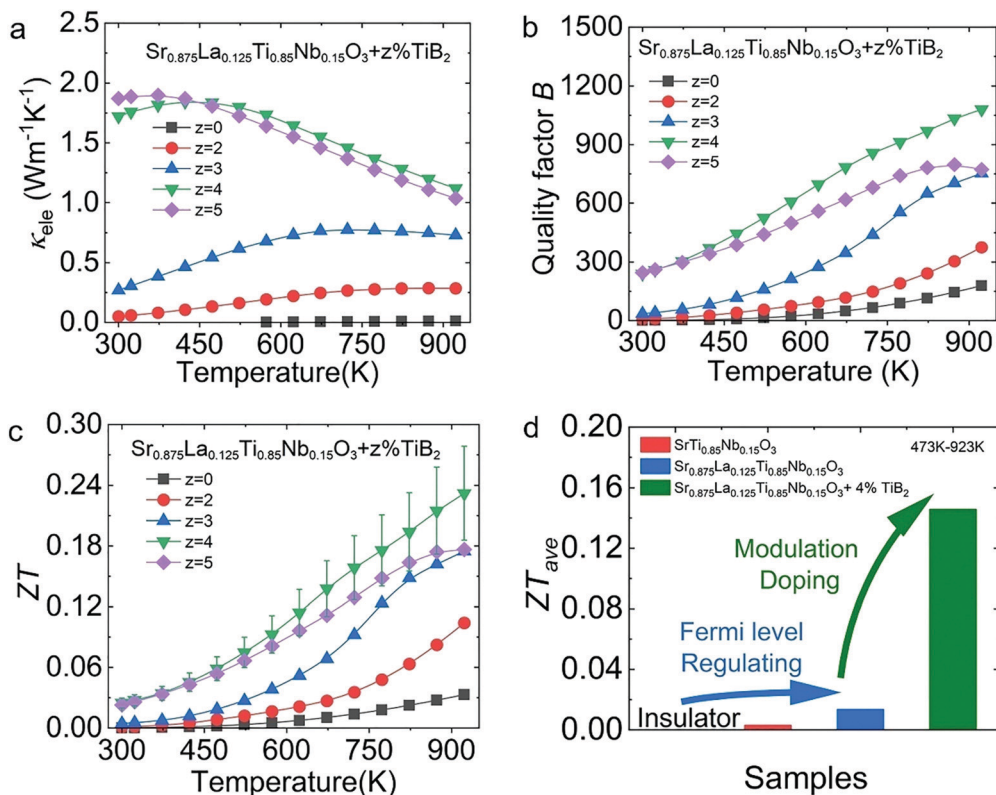 a
Sr0.875La0.125Ti0.85Nb0.15O3+z%TiB2
κele (Wm-1K-1)
2.5
2.0
1.5
1.0
0.5
0.0
z=0
z=2
z=3
z=4
z=5
300
450
600
750
900
Temperature(K)
b
Sr0.875La0.125Ti0.85Nb0.15O3+z%TiB2
Quality factor B
1500
1200
900
600
300
0
z=0
z=2
z=3
z=4
z=5
300
450
600
750
900
Temperature (K)
c
Sr0.875La0.125Ti0.85Nb0.15O3+z%TiB2
ZT
0.30
0.24
0.18
0.12
0.06
0.00
z=0
z=2
z=3
z=4
z=5
300
450
600
750
900
Temperature(K)
d
ZTave
0.20
0.16
0.12
0.08
0.04
0.00
SrTi0.85Nb0.15O3
Sr0.875La0.125Ti0.85Nb0.15O3
Sr0.875La0.125Ti0.85Nb0.15O3+ 4% TiB2
473K-923K
Modulation
Doping
Fermi level
Regulating
Insulator
Samples